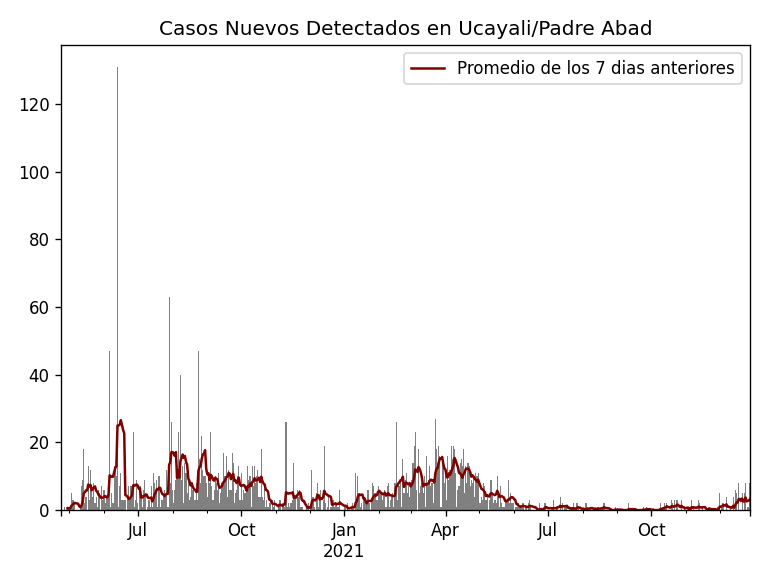 Casos Nuevos Detectados en Ucayali/Padre Abad
Promedio de los 7 dias anteriores
120
100
80
60
40
20
0
Jul
Oct
Jan
2021
Apr
Jul
Oct